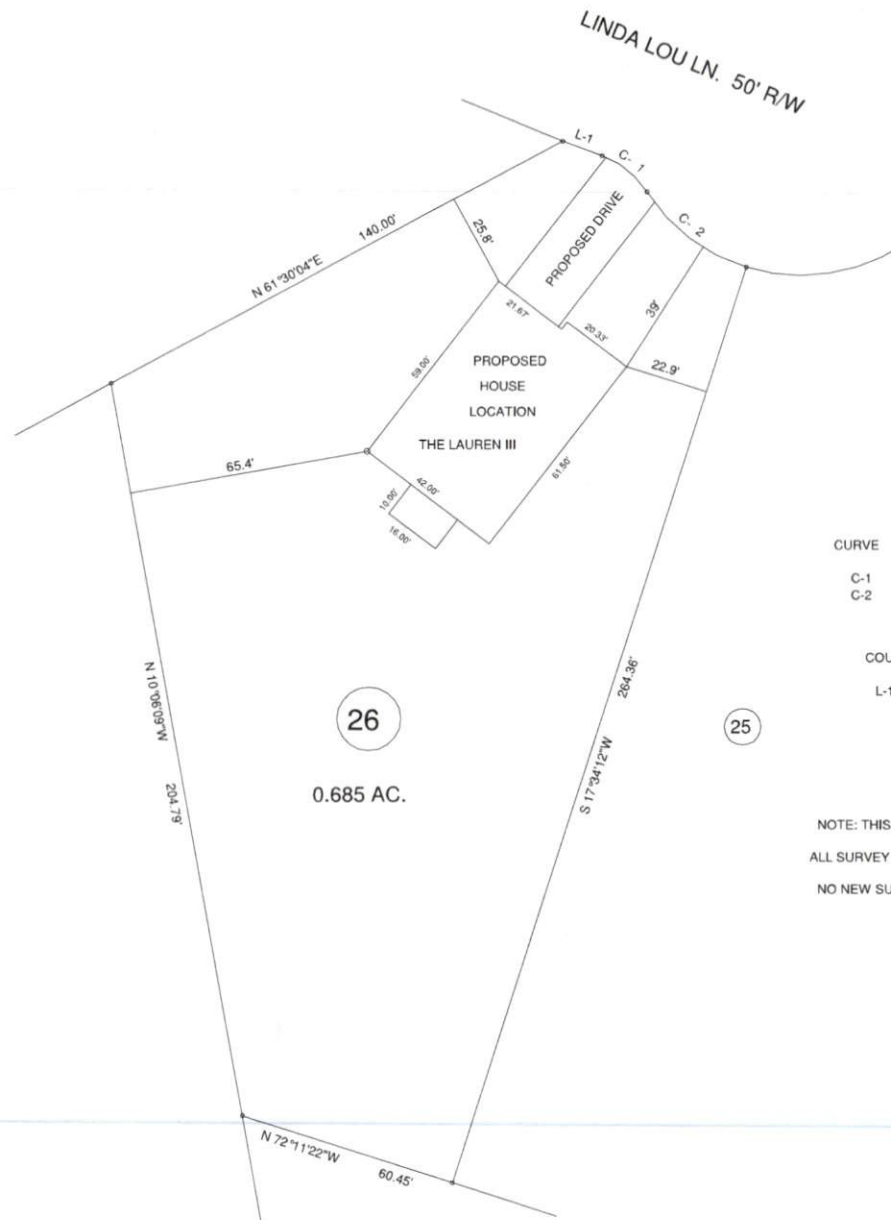 LINDA LOU LN. 50' R/W
L-1
C- 1
C- 2
N 61°30'04"E 140.00'
25.8'
PROPOSED DRIVE
21.67'
20.33'
39'
22.9'
59.00'
PROPOSED
HOUSE
LOCATION
THE LAUREN III
65.4'
42.00'
10.00'
16.00'
61.50'
CURVE
C-1
C-2
COU
L-1
N 10°06'09"W 204.79'
26
0.685 AC.
S 17°34'12"W 264.36'
25
NOTE: THIS
ALL SURVEY
NO NEW SU
N 72°11'22"W 60.45'